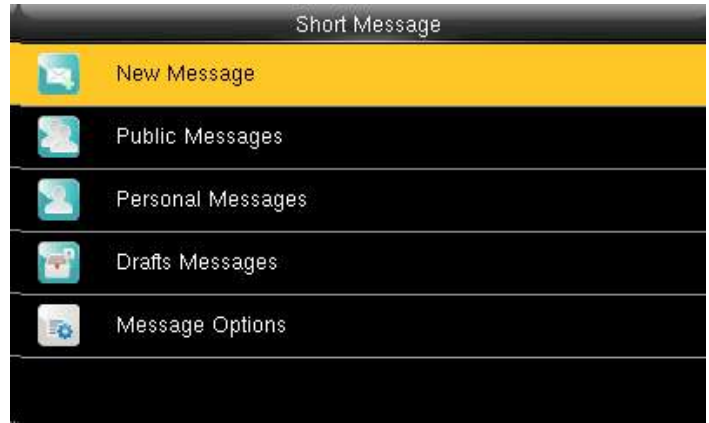 Short Message
New Message
Public Messages
Personal Messages
Drafts Messages
Message Options